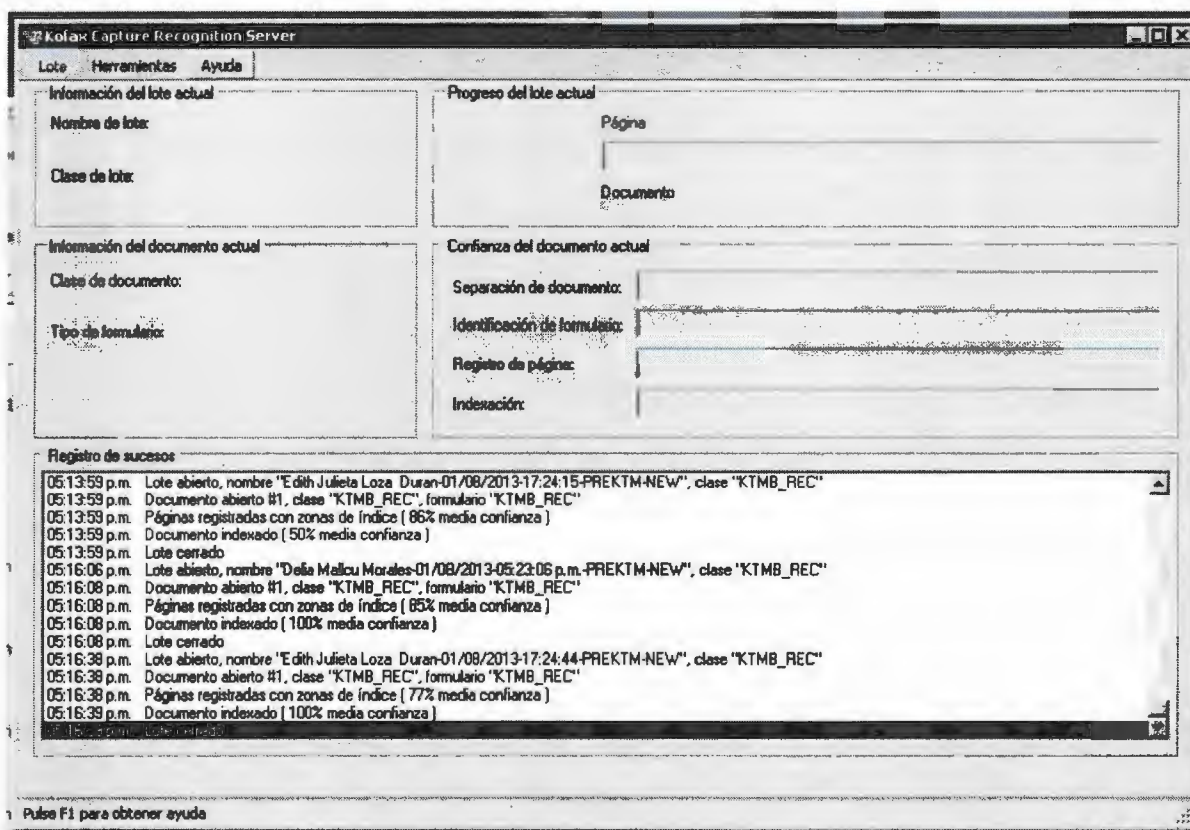 Kofax Capture Recognition Server
Lote Herramientas Ayuda
Información del lote actual
Nombre de lote:
Clase de lote:
Progreso del lote actual
Página
Documento
Información del documento actual
Clase de documento:
Tipo de formulario:
Confianza del documento actual
Separación de documento:
Identificación de formulario:
Registro de página:
Indexación:
Registro de sucesos
05:13:59 p.m. Lote abierto, nombre "Edith Julieta Loza Duran-01/08/2013-17:24:15-PREKTM-NEW", clase "KTMB_REC"
05:13:59 p.m. Documento abierto #1, clase "KTMB_REC", formulario "KTMB_REC"
05:13:59 p.m. Páginas registradas con zonas de índice ( 86% media confianza )
05:13:59 p.m. Documento indexado ( 50% media confianza )
05:13:59 p.m. Lote cerrado
05:16:06 p.m. Lote abierto, nombre "Delia Mallcu Morales-01/08/2013-05:23:06 p.m.-PREKTM-NEW", clase "KTMB_REC"
05:16:08 p.m. Documento abierto #1, clase "KTMB_REC", formulario "KTMB_REC"
05:16:08 p.m. Páginas registradas con zonas de índice ( 85% media confianza )
05:16:08 p.m. Documento indexado ( 100% media confianza )
05:16:08 p.m. Lote cerrado
05:16:38 p.m. Lote abierto, nombre "Edith Julieta Loza Duran-01/08/2013-17:24:44-PREKTM-NEW", clase "KTMB_REC"
05:16:38 p.m. Documento abierto #1, clase "KTMB_REC", formulario "KTMB_REC"
05:16:38 p.m. Páginas registradas con zonas de índice ( 77% media confianza )
05:16:39 p.m. Documento indexado ( 100% media confianza )
Lote cerrado
Pulse F1 para obtener ayuda